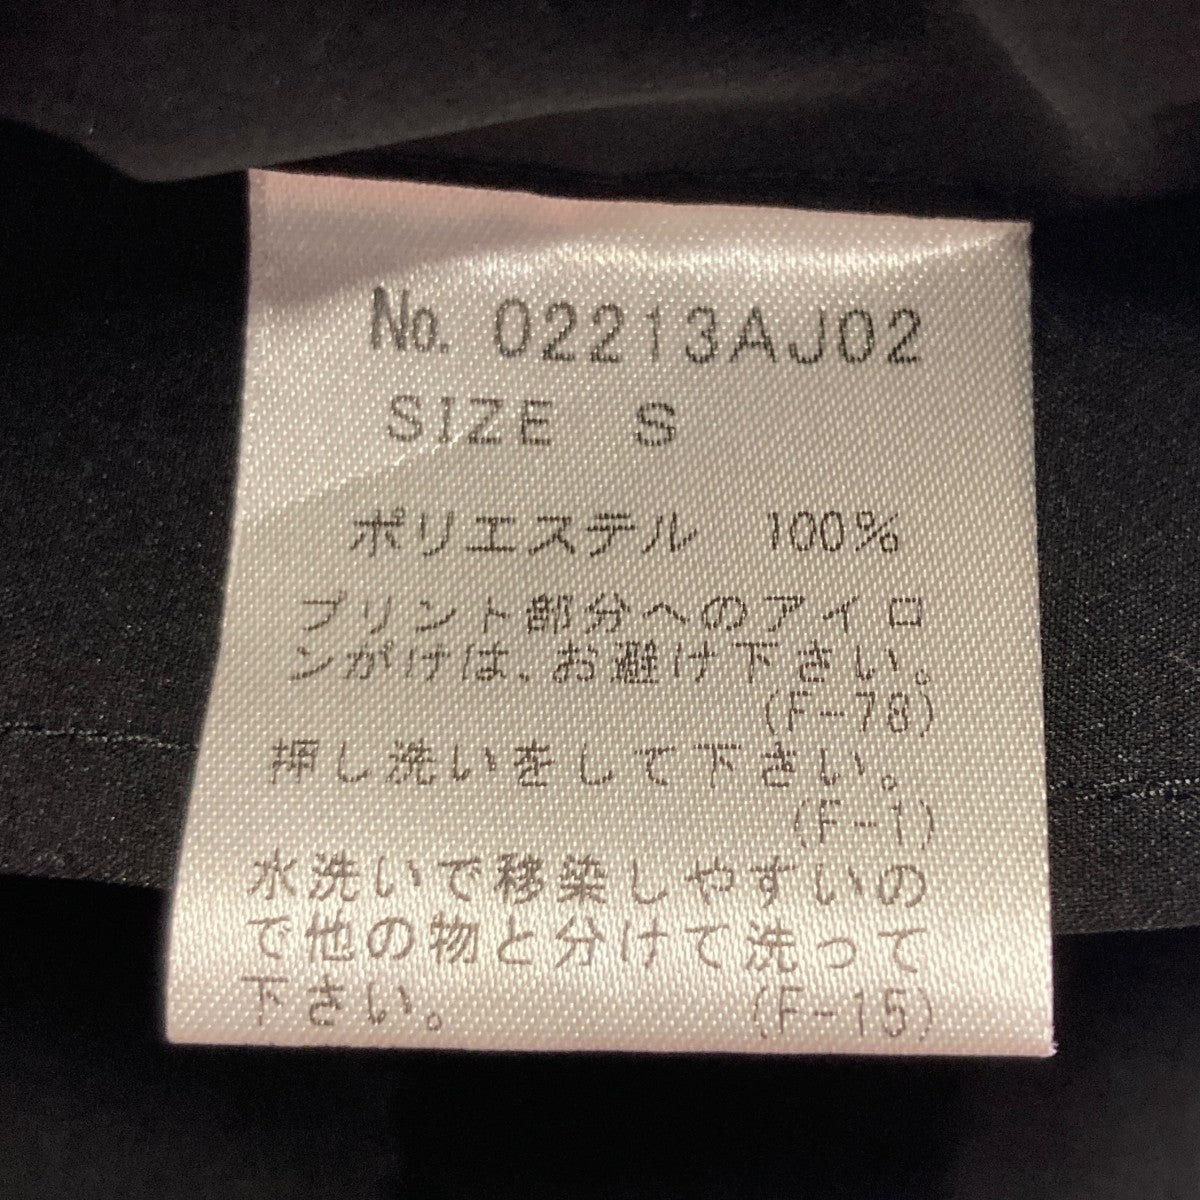 No. 02213AJ02
SIZE S
ポリエステル 100%
プリント部分へのアイロ
ンがけは、お避け下さい。
(F-78)
押し洗いをして下さい。
(F-1)
水洗いで移染しやすいの
で他の物と分けて洗って
下さい。 (F-15)